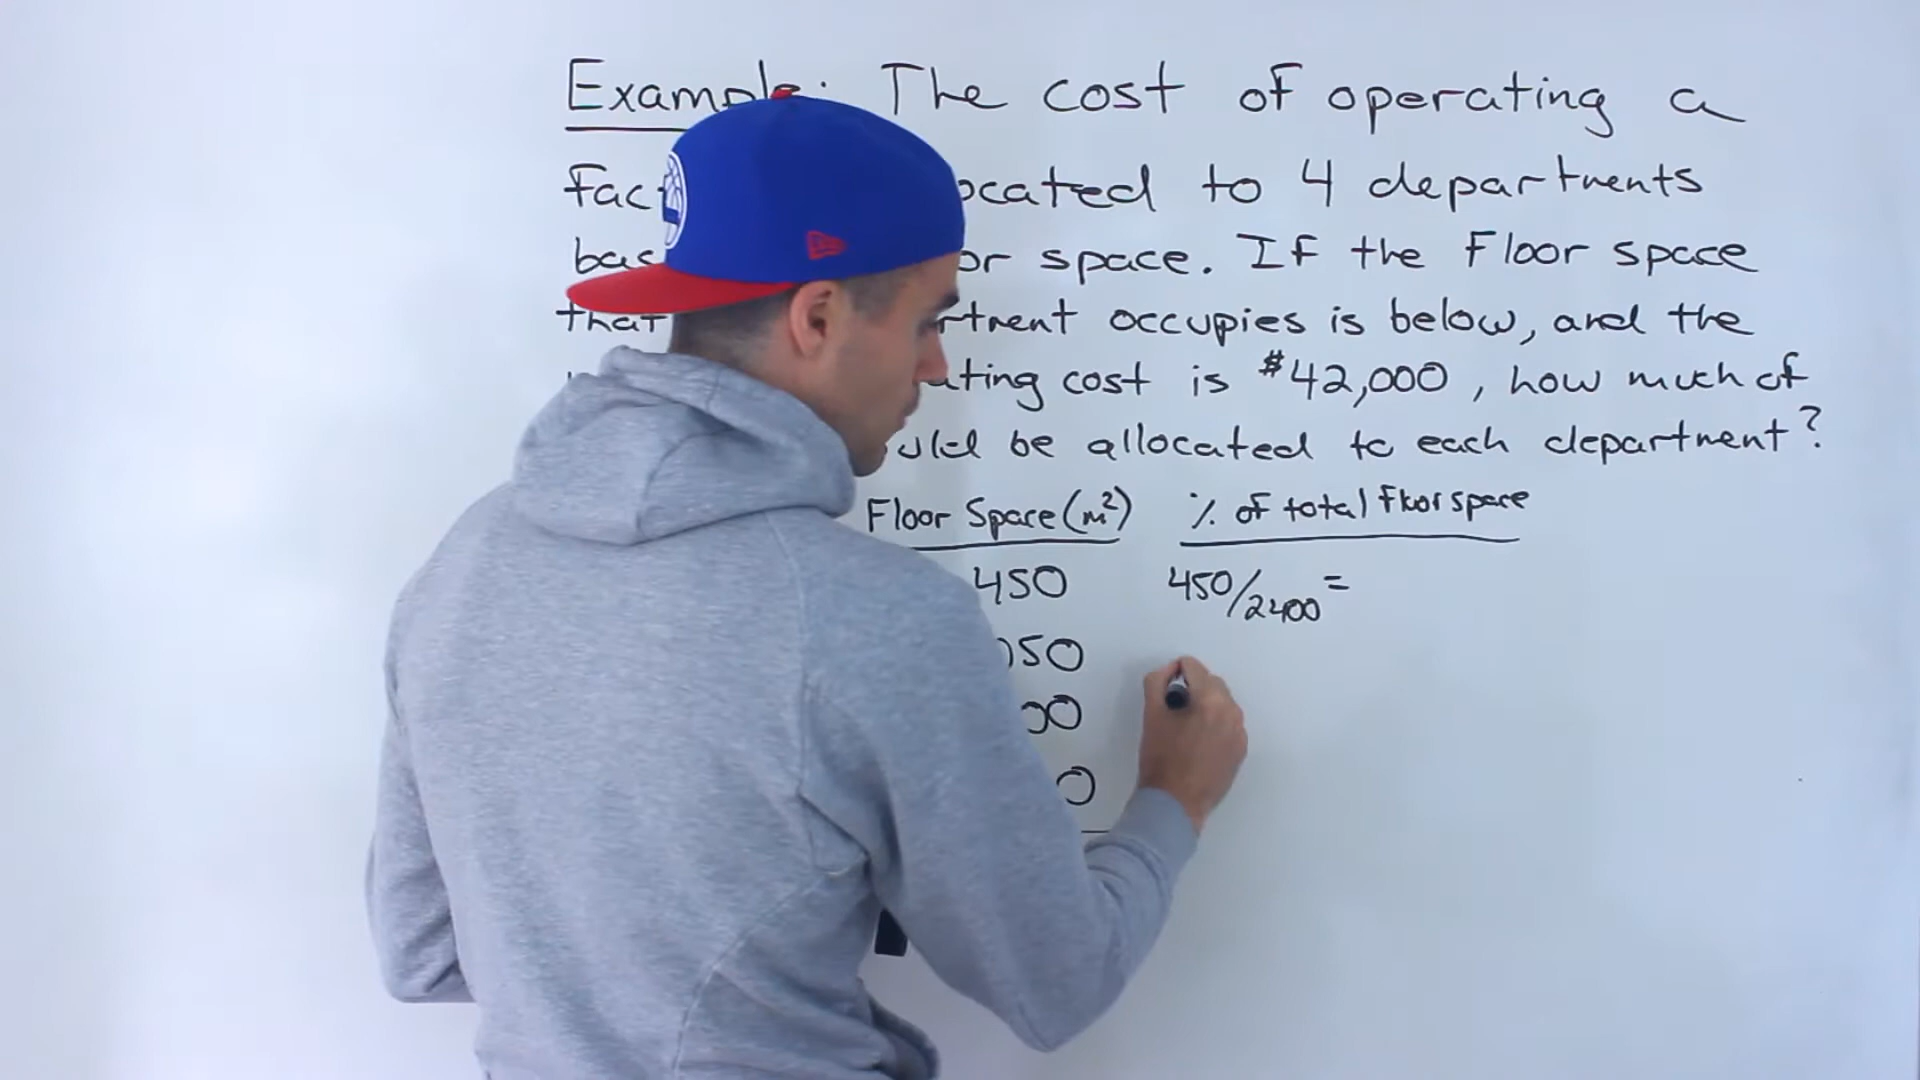 Example: The cost of operating a
Fac ocated to 4 departments
bas or space. If the Floor space
that rtment occupies is below, and the
ating cost is $42,000, how much of
uld be allocated to each department?
Floor Space (m²) % of total Floor space
450 450/2400 =
050
00
0